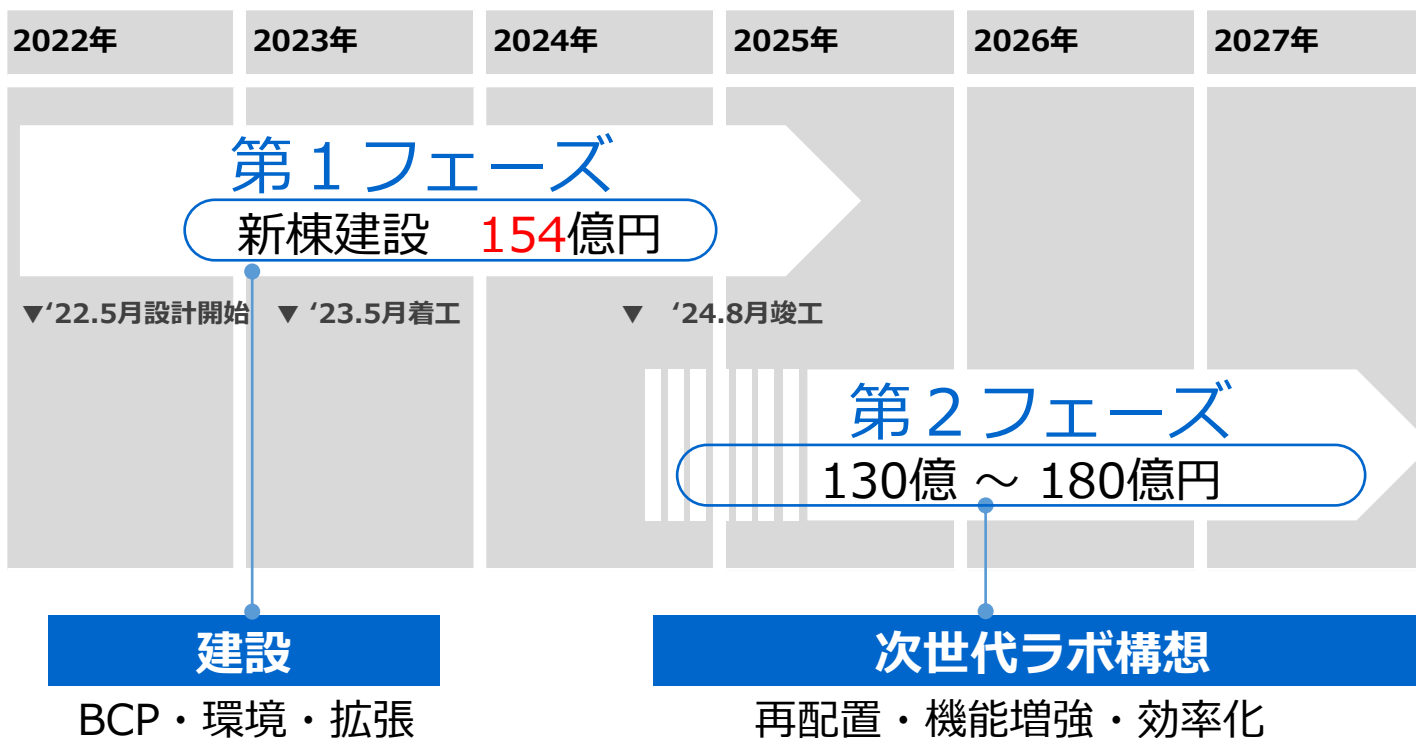 2022年 2023年 2024年 2025年 2026年 2027年
第１フェーズ
新棟建設　154億円
▼‘22.5月設計開始 ▼ ‘23.5月着工 ▼ ‘24.8月竣工
第２フェーズ
130億 ～ 180億円
建設 次世代ラボ構想
BCP・環境・拡張 再配置・機能増強・効率化